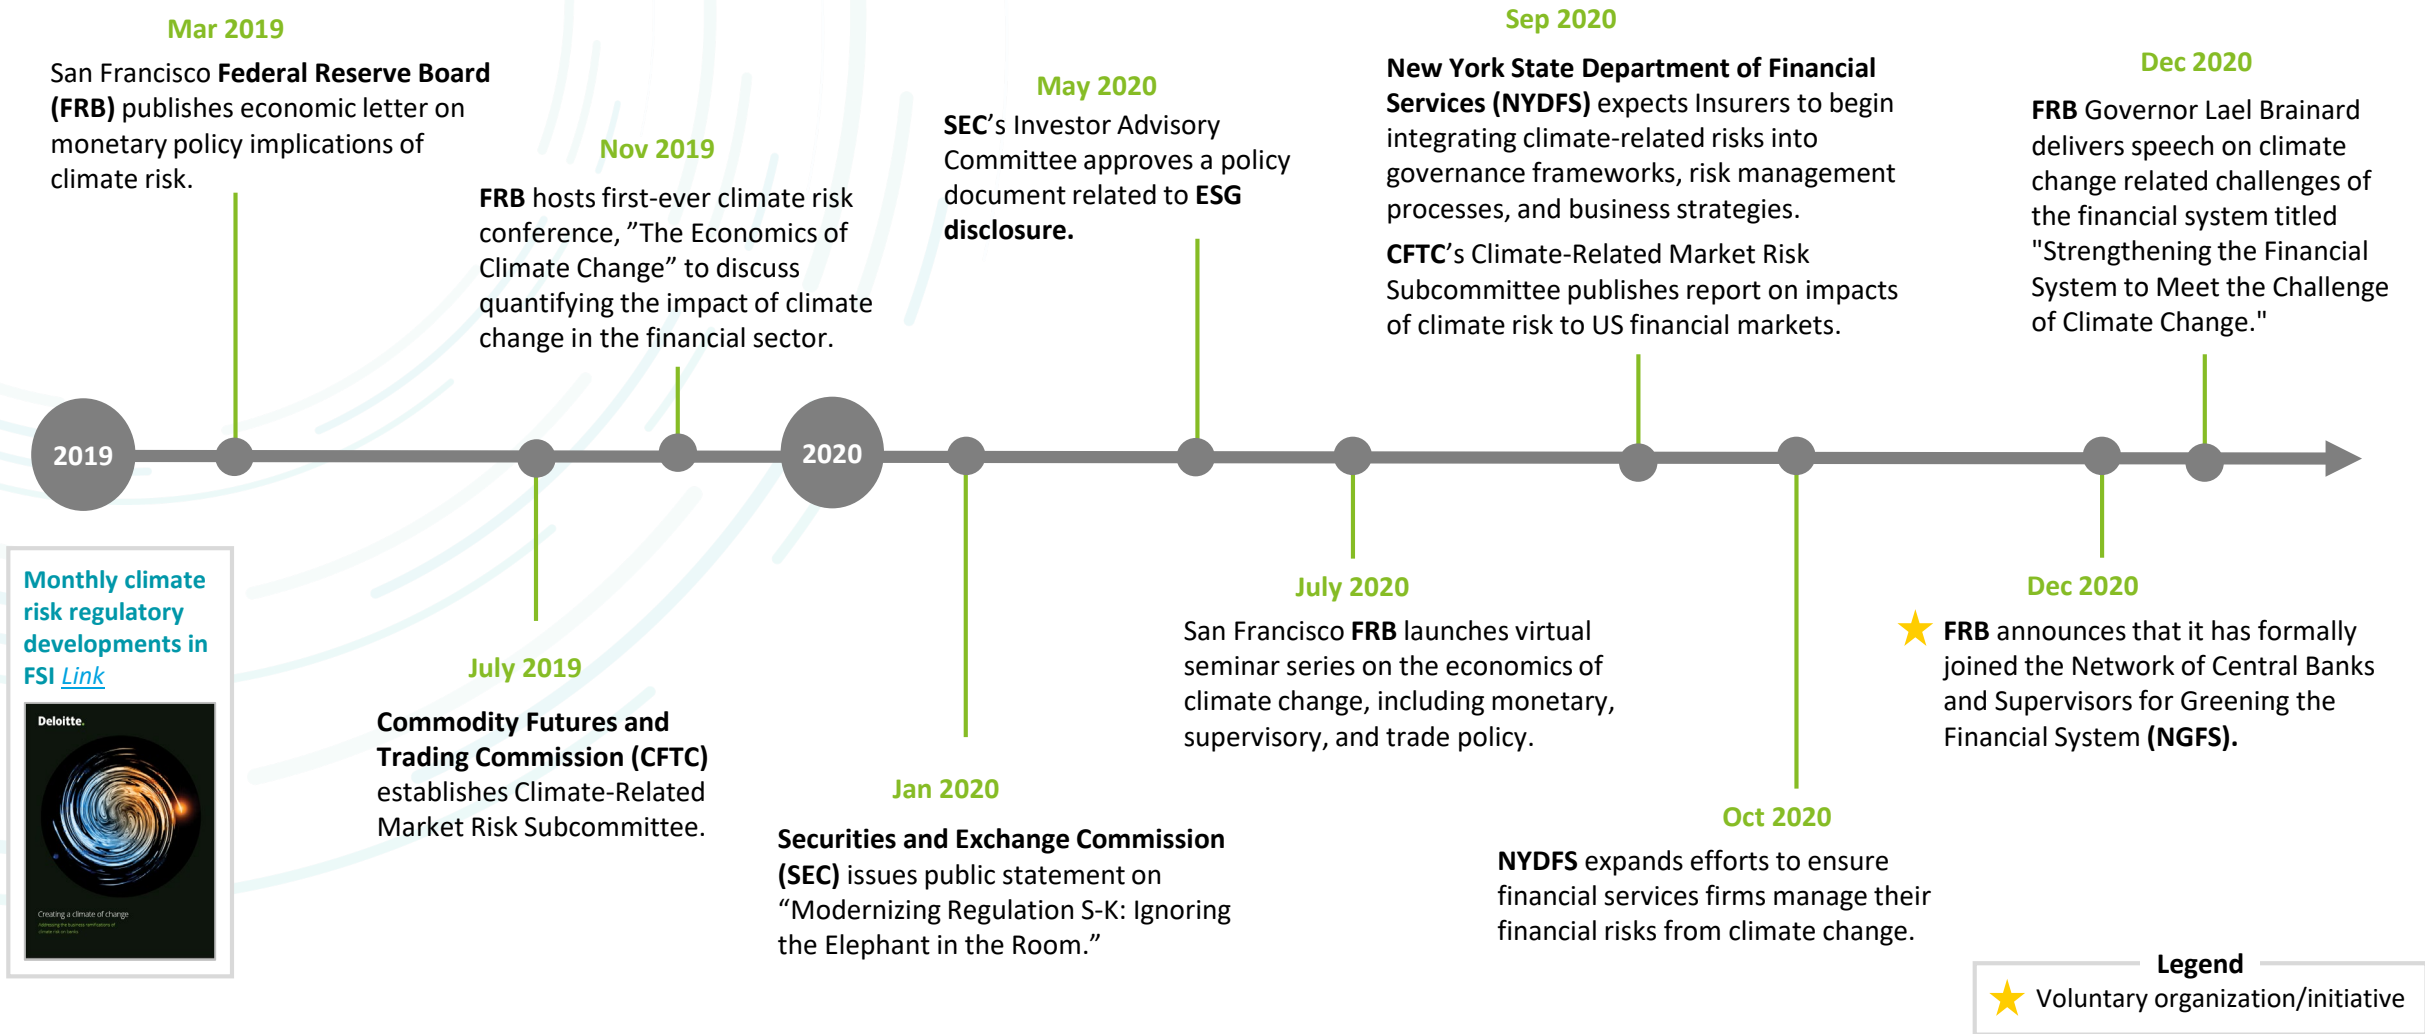 Mar 2019
San Francisco Federal Reserve Board
(FRB) publishes economic letter on
monetary policy implications of
climate risk.
Nov 2019
FRB hosts first-ever climate risk
conference, ”The Economics of
Climate Change” to discuss
quantifying the impact of climate
change in the financial sector.
May 2020
SEC’s Investor Advisory
Committee approves a policy
document related to ESG
disclosure.
Sep 2020
New York State Department of Financial
Services (NYDFS) expects Insurers to begin
integrating climate-related risks into
governance frameworks, risk management
processes, and business strategies.
CFTC’s Climate-Related Market Risk
Subcommittee publishes report on impacts
of climate risk to US financial markets.
Dec 2020
FRB Governor Lael Brainard
delivers speech on climate
change related challenges of
the financial system titled
"Strengthening the Financial
System to Meet the Challenge
of Climate Change."
2019
2020
Monthly climate
risk regulatory
developments in
FSI Link
Deloitte.
Creating a climate of change
Addressing the business ramifications of
climate risk on banks
July 2019
Commodity Futures and
Trading Commission (CFTC)
establishes Climate-Related
Market Risk Subcommittee.
Jan 2020
Securities and Exchange Commission
(SEC) issues public statement on
“Modernizing Regulation S-K: Ignoring
the Elephant in the Room.”
July 2020
San Francisco FRB launches virtual
seminar series on the economics of
climate change, including monetary,
supervisory, and trade policy.
Oct 2020
NYDFS expands efforts to ensure
financial services firms manage their
financial risks from climate change.
Dec 2020
FRB announces that it has formally
joined the Network of Central Banks
and Supervisors for Greening the
Financial System (NGFS).
Legend
Voluntary organization/initiative